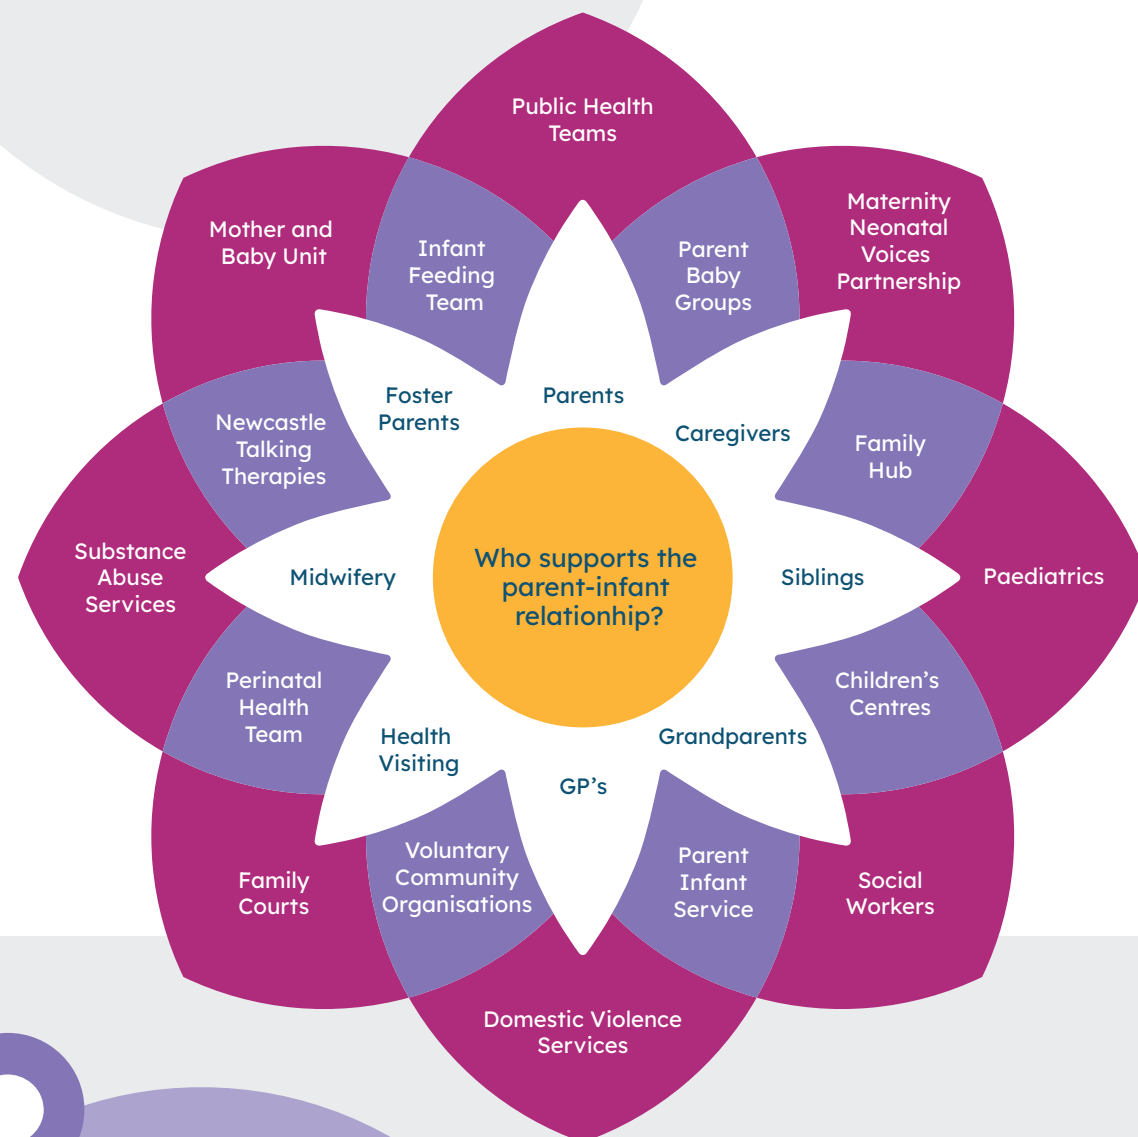 Public Health
Teams
Maternity
Neonatal
Voices
Partnership
Mother and
Baby Unit
Infant
Feeding
Team
Parent
Baby
Groups
Foster
Parents
Parents
Caregivers
Newcastle
Talking
Therapies
Family
Hub
Substance
Abuse
Services
Midwifery
Who supports the
parent-infant
relationhip?
Siblings
Paediatrics
Perinatal
Health
Team
Children’s
Centres
Health
Visiting
GP’s
Grandparents
Voluntary
Community
Organisations
Parent
Infant
Service
Family
Courts
Social
Workers
Domestic Violence
Services